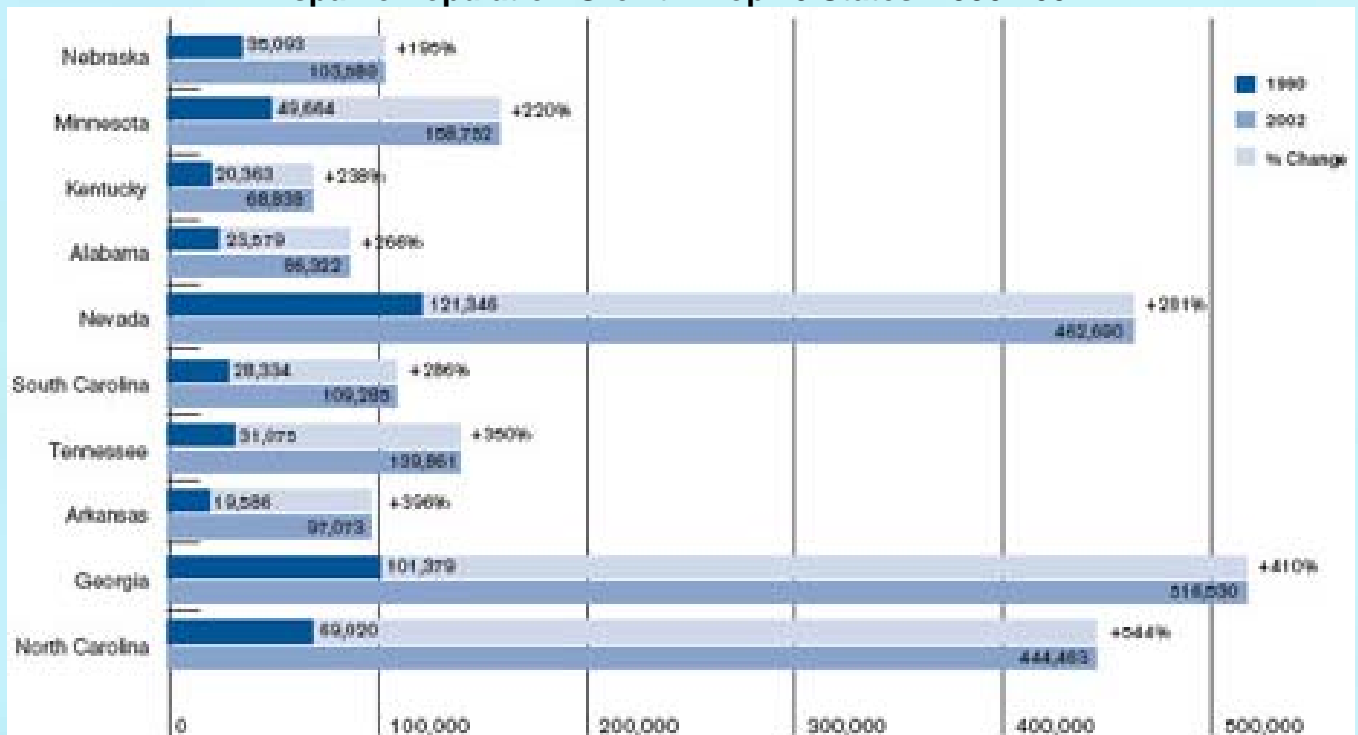 Nebraska 35,093 +195%
103,580
1990
Minnesota 49,664 +220%
158,752
2002
% Change
Kentucky 20,363 +238%
68,838
Alabama 23,579 +266%
86,322
Nevada 121,346 +281%
462,690
South Carolina 28,334 +286%
109,285
Tennessee 31,075 +350%
139,861
Arkansas 19,586 +396%
97,073
Georgia 101,379 +410%
516,530
North Carolina 69,020 +544%
444,463
0 100,000 200,000 300,000 400,000 500,000